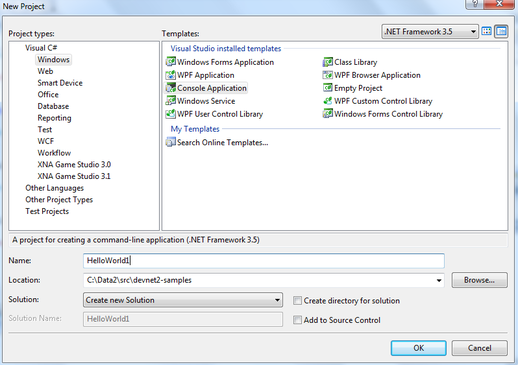 New Project
Project types:
Templates:
.NET Framework 3.5
Visual C#
Windows
Web
Smart Device
Office
Database
Reporting
Test
WCF
Workflow
XNA Game Studio 3.0
XNA Game Studio 3.1
Other Languages
Other Project Types
Test Projects
Visual Studio installed templates
Windows Forms Application
Class Library
WPF Application
WPF Browser Application
Console Application
Empty Project
Windows Service
WPF Custom Control Library
WPF User Control Library
Windows Forms Control Library
My Templates
Search Online Templates...
A project for creating a command-line application (.NET Framework 3.5)
Name:
HelloWorld1
Location:
C:\Data2\src\devnet2-samples
Browse...
Solution:
Create new Solution
Create directory for solution
Solution Name:
HelloWorld1
Add to Source Control
OK
Cancel